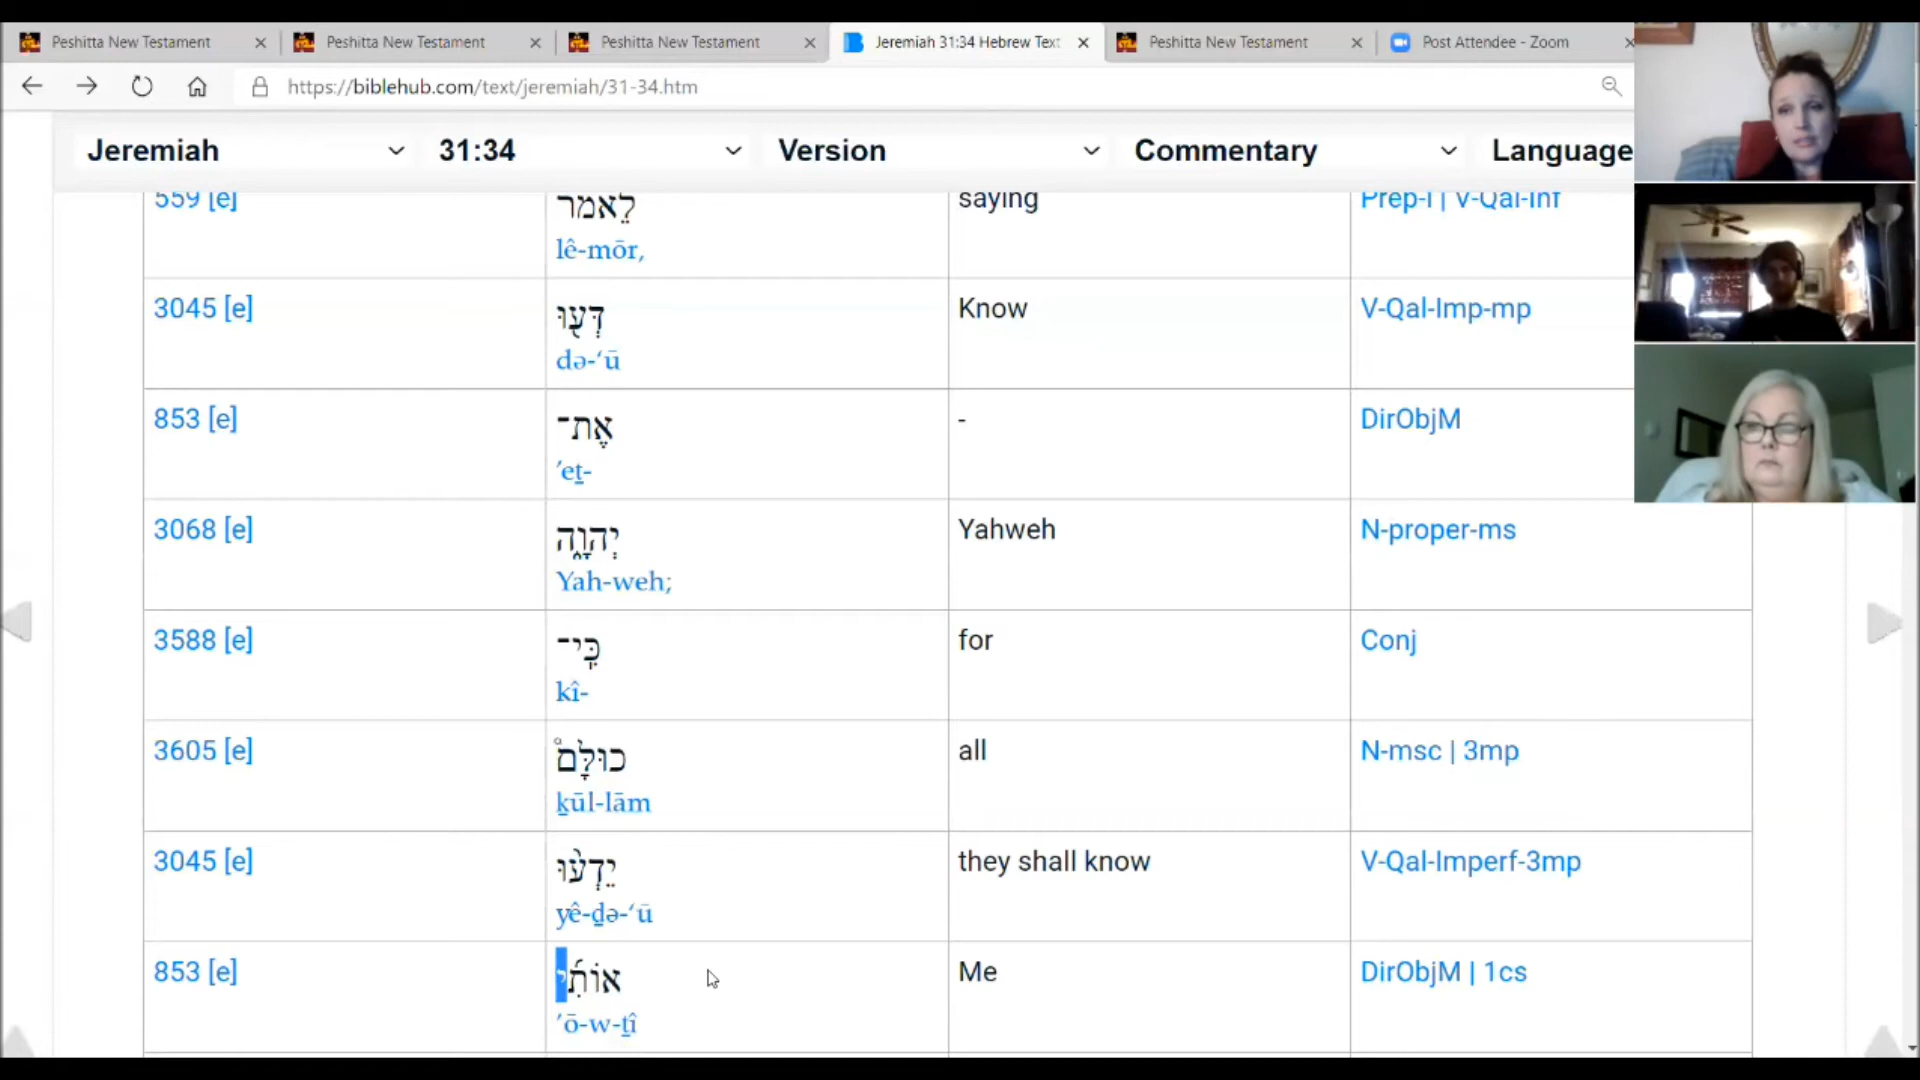 Peshitta New Testament
Peshitta New Testament
Peshitta New Testament
Jeremiah 31:34 Hebrew Text
Peshitta New Testament
Post Attendee - Zoom
https://biblehub.com/text/jeremiah/31-34.htm
Jeremiah 31:34 Version Commentary Language
559 [e] לֵאמֹר saying Prep-l | V-Qal-Inf
lê-mōr,
3045 [e] דְּע֖וּ Know V-Qal-Imp-mp
də-‘ū
853 [e] אֶת־ - DirObjM
’eṯ-
3068 [e] יְהוָ֑ה Yahweh N-proper-ms
Yah-weh;
3588 [e] כִּֽי־ for Conj
kî-
3605 [e] כוּלָּם֩ all N-msc | 3mp
ḵūl-lām
3045 [e] יֵדְע֨וּ they shall know V-Qal-Imperf-3mp
yê-ḏə-‘ū
853 [e] אוֹתִ֜י Me DirObjM | 1cs
’ō-w-ṯî